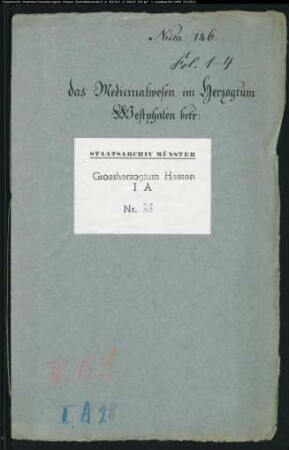 Num 146.
Fol. 1-4
das Medicinalwesen im Herzogtum
Westphalen betr:
STAATSARCHIV MÜNSTER
Grossherzogtum Hessen
I A
Nr.
I A 28